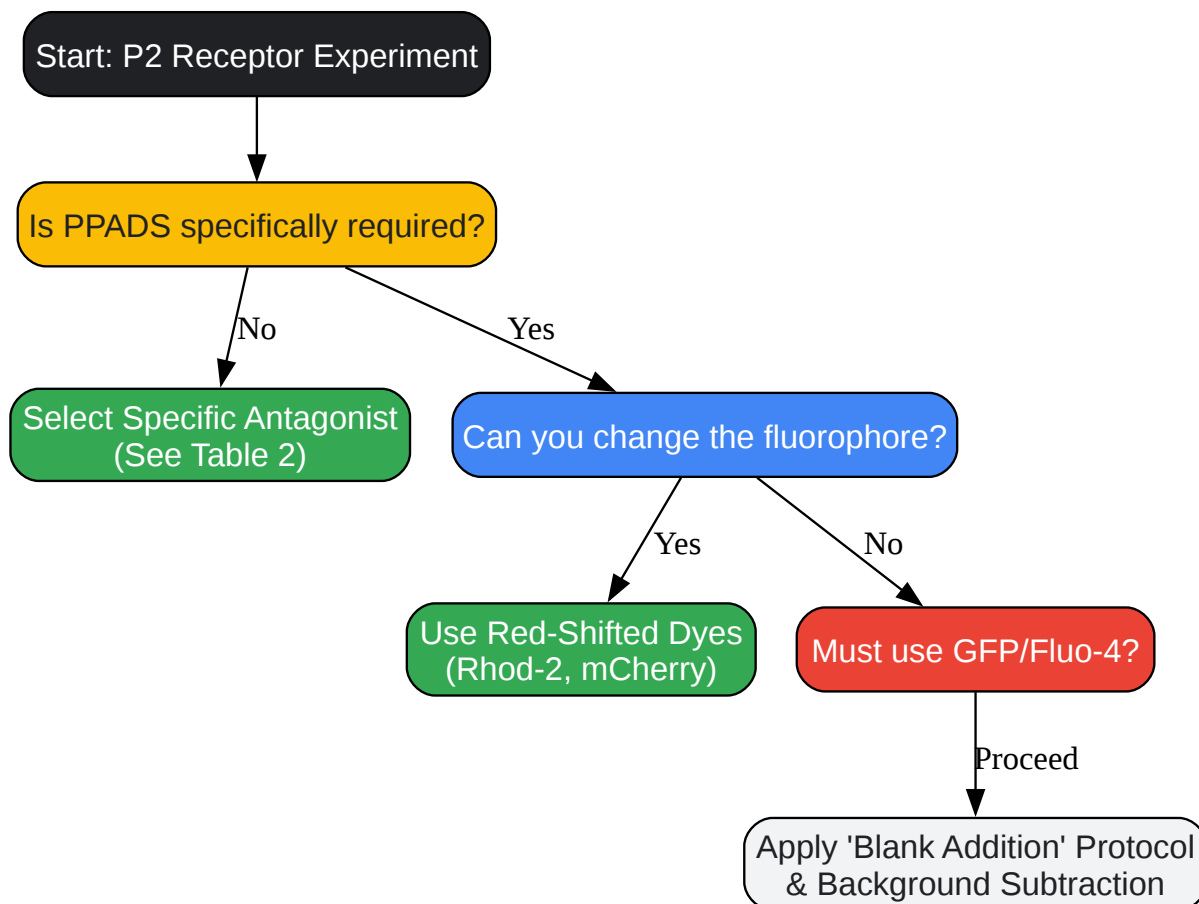 Start: P2 Receptor Experiment
Is PPADS specifically required?
No
Yes
Select Specific Antagonist
(See Table 2)
Can you change the fluorophore?
Yes
No
Use Red-Shifted Dyes
(Rhod-2, mCherry)
Must use GFP/Fluo-4?
Proceed
Apply 'Blank Addition' Protocol
& Background Subtraction